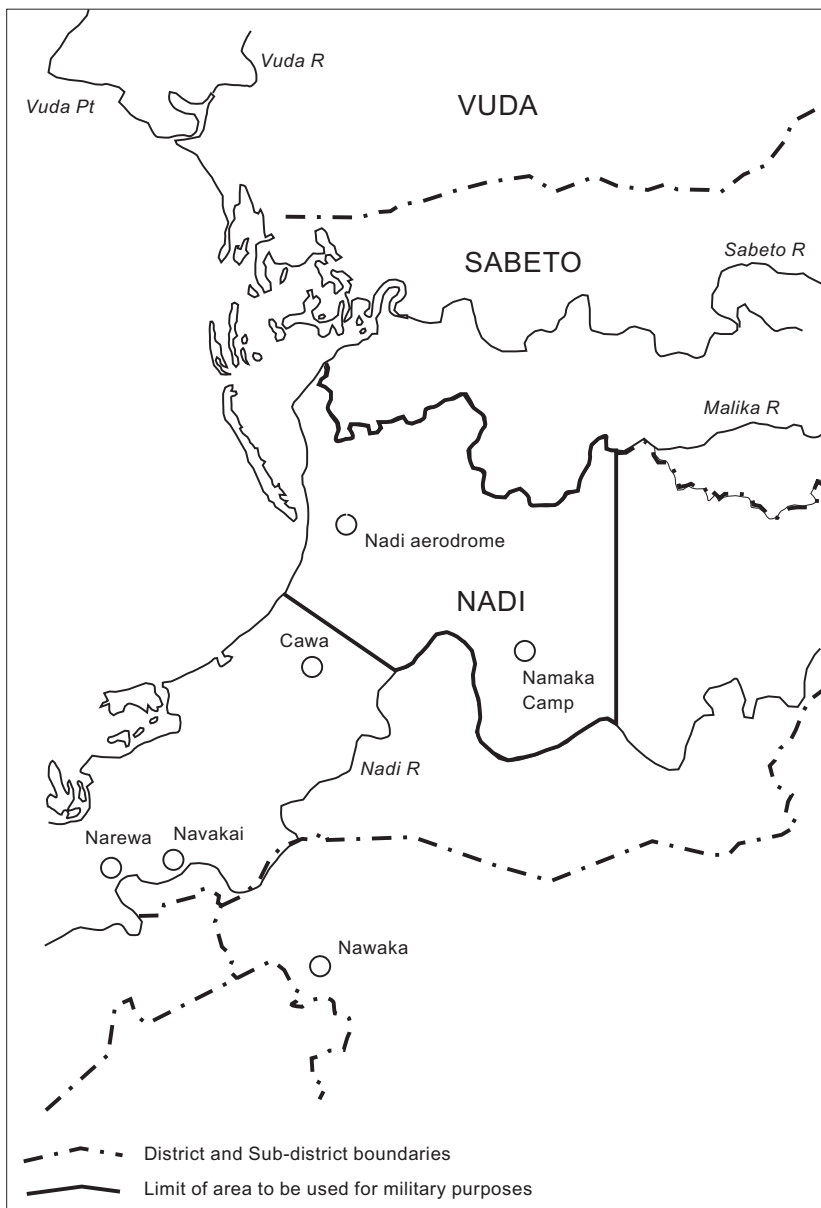 Vuda R
Vuda Pt
VUDA
Sabeto R
SABETO
Malika R
Nadi aerodrome
NADI
Cawa
Namaka
Camp
Nadi R
Narewa
Navakai
Nawaka
District and Sub-district boundaries
Limit of area to be used for military purposes